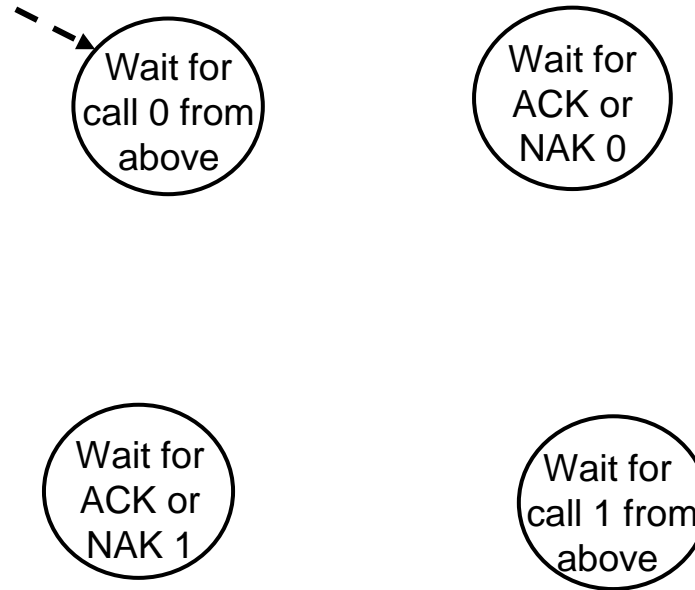 Wait for
call 0 from
above
Wait for
ACK or
NAK 0
Wait for
ACK or
NAK 1
Wait for
call 1 from
above